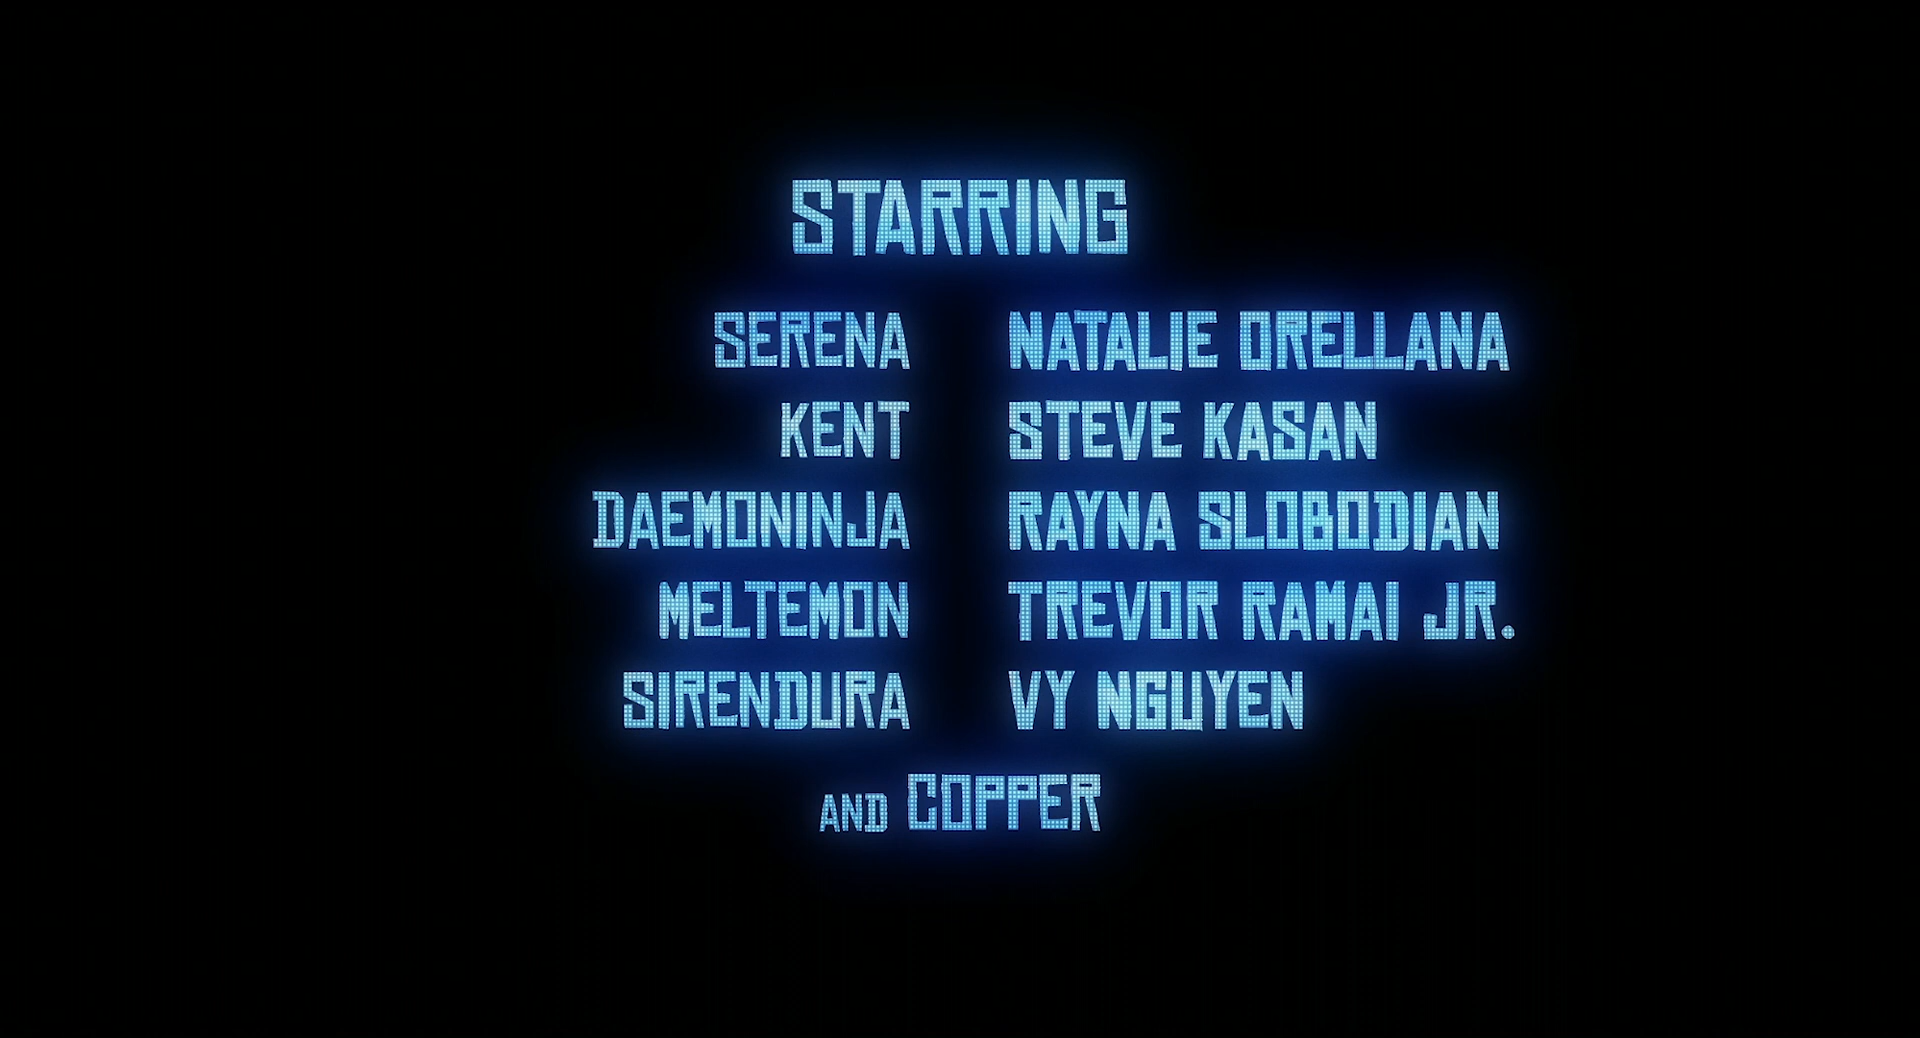 STARRING
SERENA NATALIE ORELLANA
KENT STEVE KASAN
DAEMONINJA RAYNA SLOBODIAN
MELTEMON TREVOR RAMAI JR.
SIRENDURA VY NGUYEN
AND COPPER